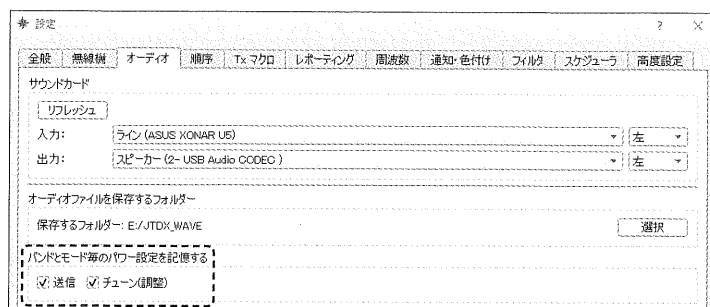 設定 ? ×
全般 無線機 オーディオ 順序 Tx マクロ レポーティング 周波数 通知・色付け フィルタ スケジューラ 高度設定
サウンドカード
リフレッシュ
入力: ライン (ASUS XONAR U5) 左
出力: スピーカー (2- USB Audio CODEC ) 左
オーディオファイルを保存するフォルダー
保存するフォルダー: E:/JTDX_WAVE 選択
バンドとモード毎のパワー設定を記憶する
送信 チューン(調整)